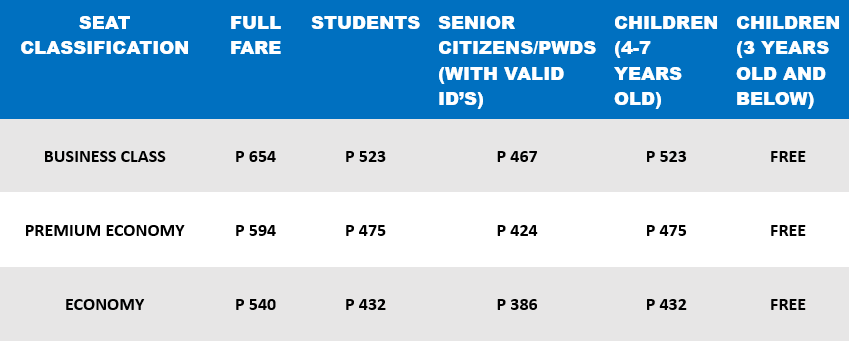 SEAT CLASSIFICATION	FULL FARE	STUDENTS	SENIOR CITIZENS/PWDS (WITH VALID ID’S)	CHILDREN (4-7 YEARS OLD)	CHILDREN (3 YEARS OLD AND BELOW)
BUSINESS CLASS	P 654	P 523	P 467	P 523	FREE
PREMIUM ECONOMY	P 594	P 475	P 424	P 475	FREE
ECONOMY	P 540	P 432	P 386	P 432	FREE